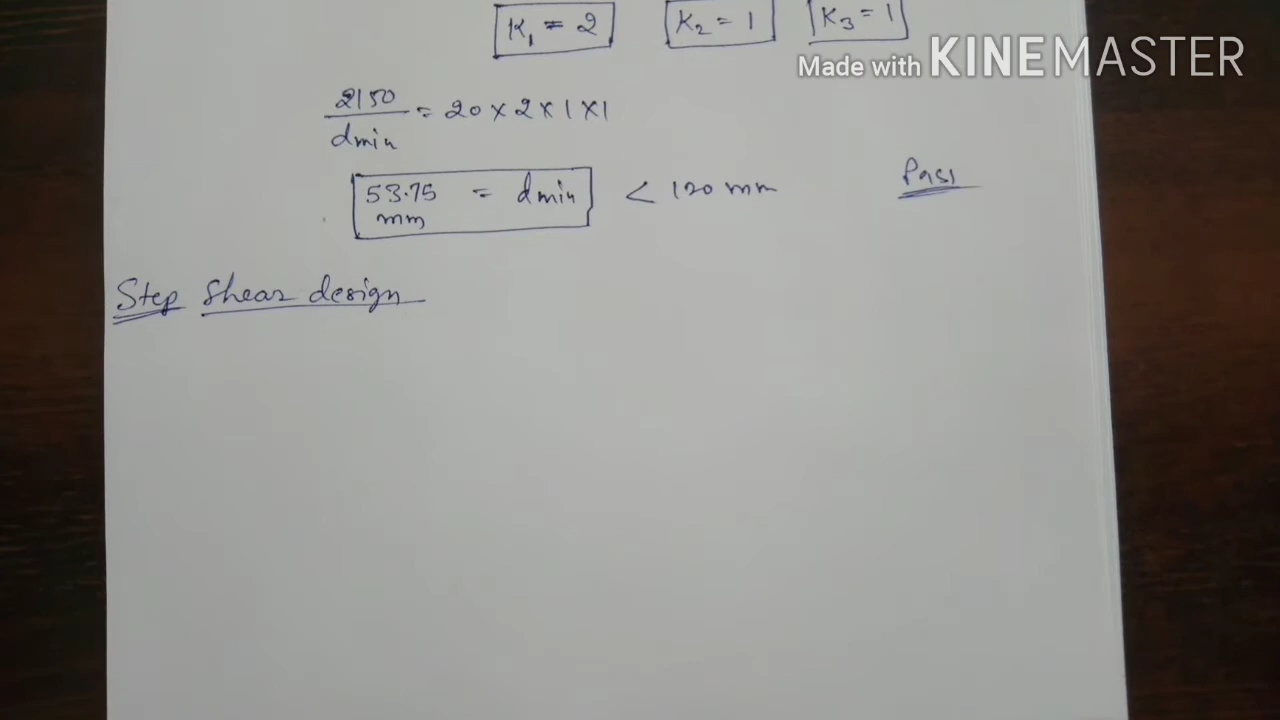 K₁ = 2 K₂ = 1 K₃ = 1
Made with KINEMASTER
2150/dmin = 20 × 2 × 1 × 1
53.75 mm = dmin < 120 mm Pass
Step Shear design